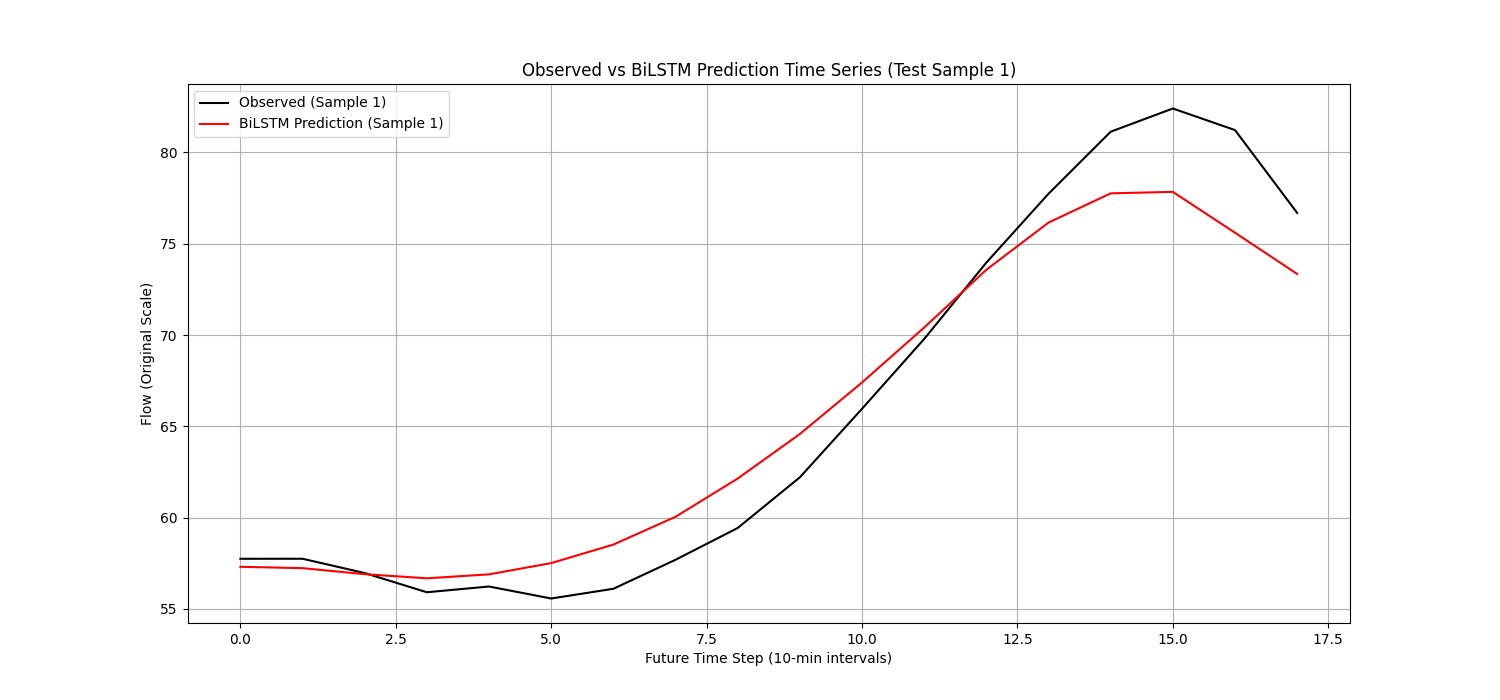 Observed vs BiLSTM Prediction Time Series (Test Sample 1)
Observed (Sample 1)
BiLSTM Prediction (Sample 1)
Flow (Original Scale)
80
75
70
65
60
55
0.0 2.5 5.0 7.5 10.0 12.5 15.0 17.5
Future Time Step (10-min intervals)